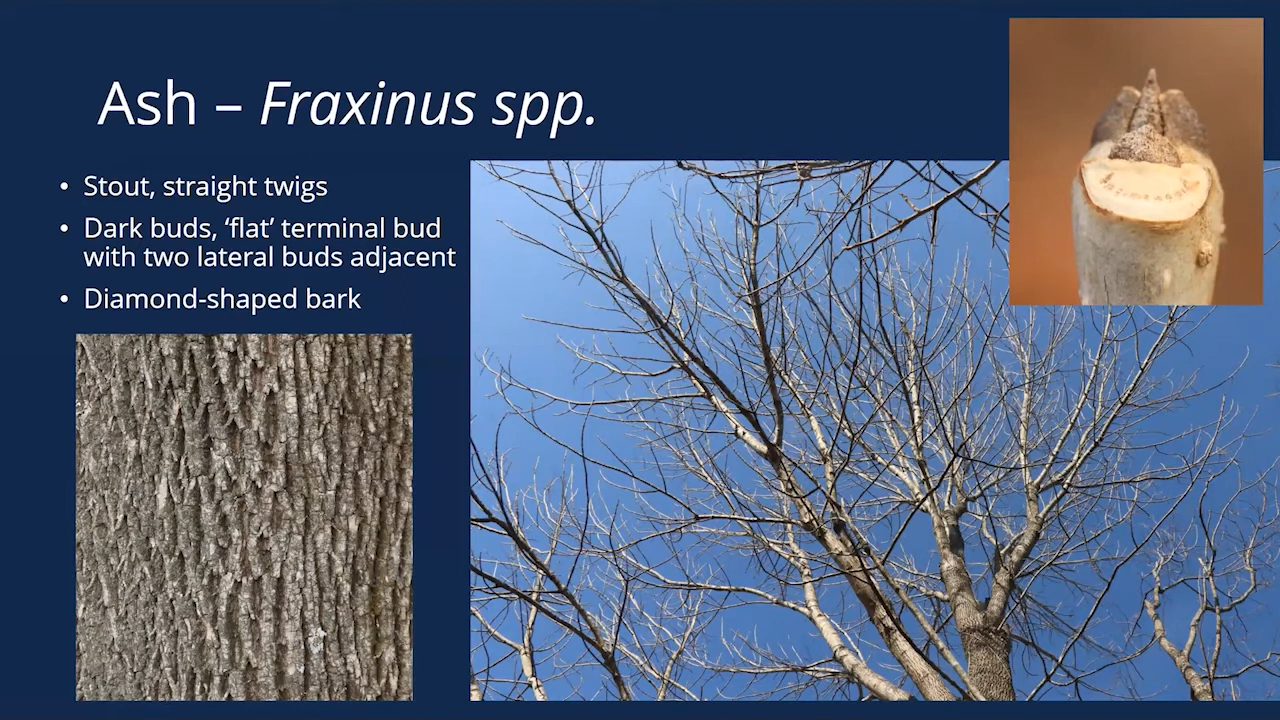 Ash – Fraxinus spp.
• Stout, straight twigs
• Dark buds, ‘flat’ terminal bud
with two lateral buds adjacent
• Diamond-shaped bark